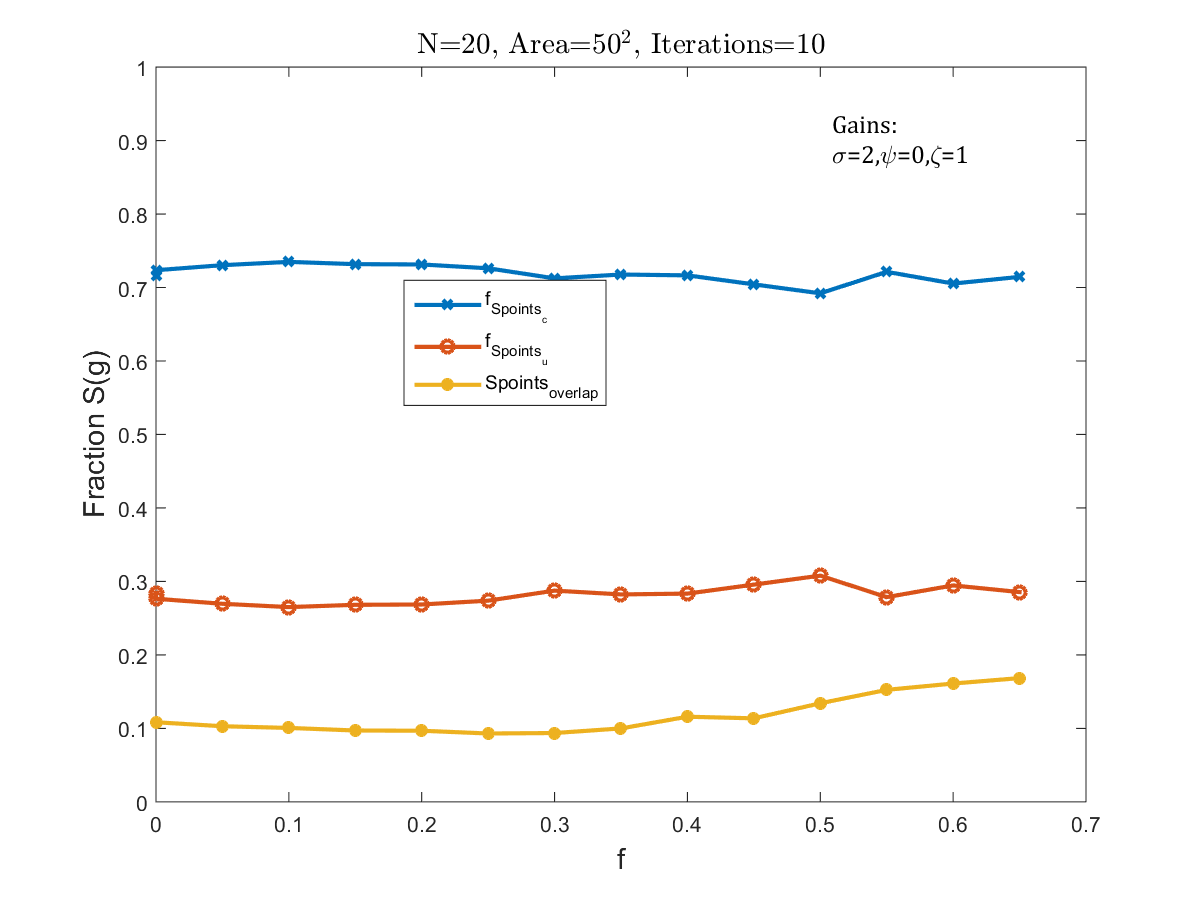 N=20, Area=50², Iterations=10
1
0.9
0.8
0.7
0.6
0.5
0.4
0.3
0.2
0.1
0
Fraction S(g)
Gains:
σ=2,ψ=0,ζ=1
f_Spoints_c
f_Spoints_u
Spoints_overlap
0 0.1 0.2 0.3 0.4 0.5 0.6 0.7
f